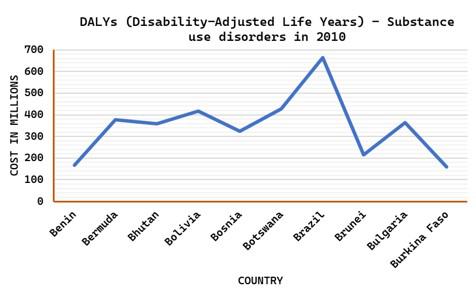 DALYs (Disability-Adjusted Life Years) - Substance
use disorders in 2010
700
600
500
400
300
200
100
0
COST IN MILLIONS
Benin
Bermuda
Bhutan
Bolivia
Bosnia
Botswana
Brazil
Brunei
Bulgaria
Burkina Faso
COUNTRY